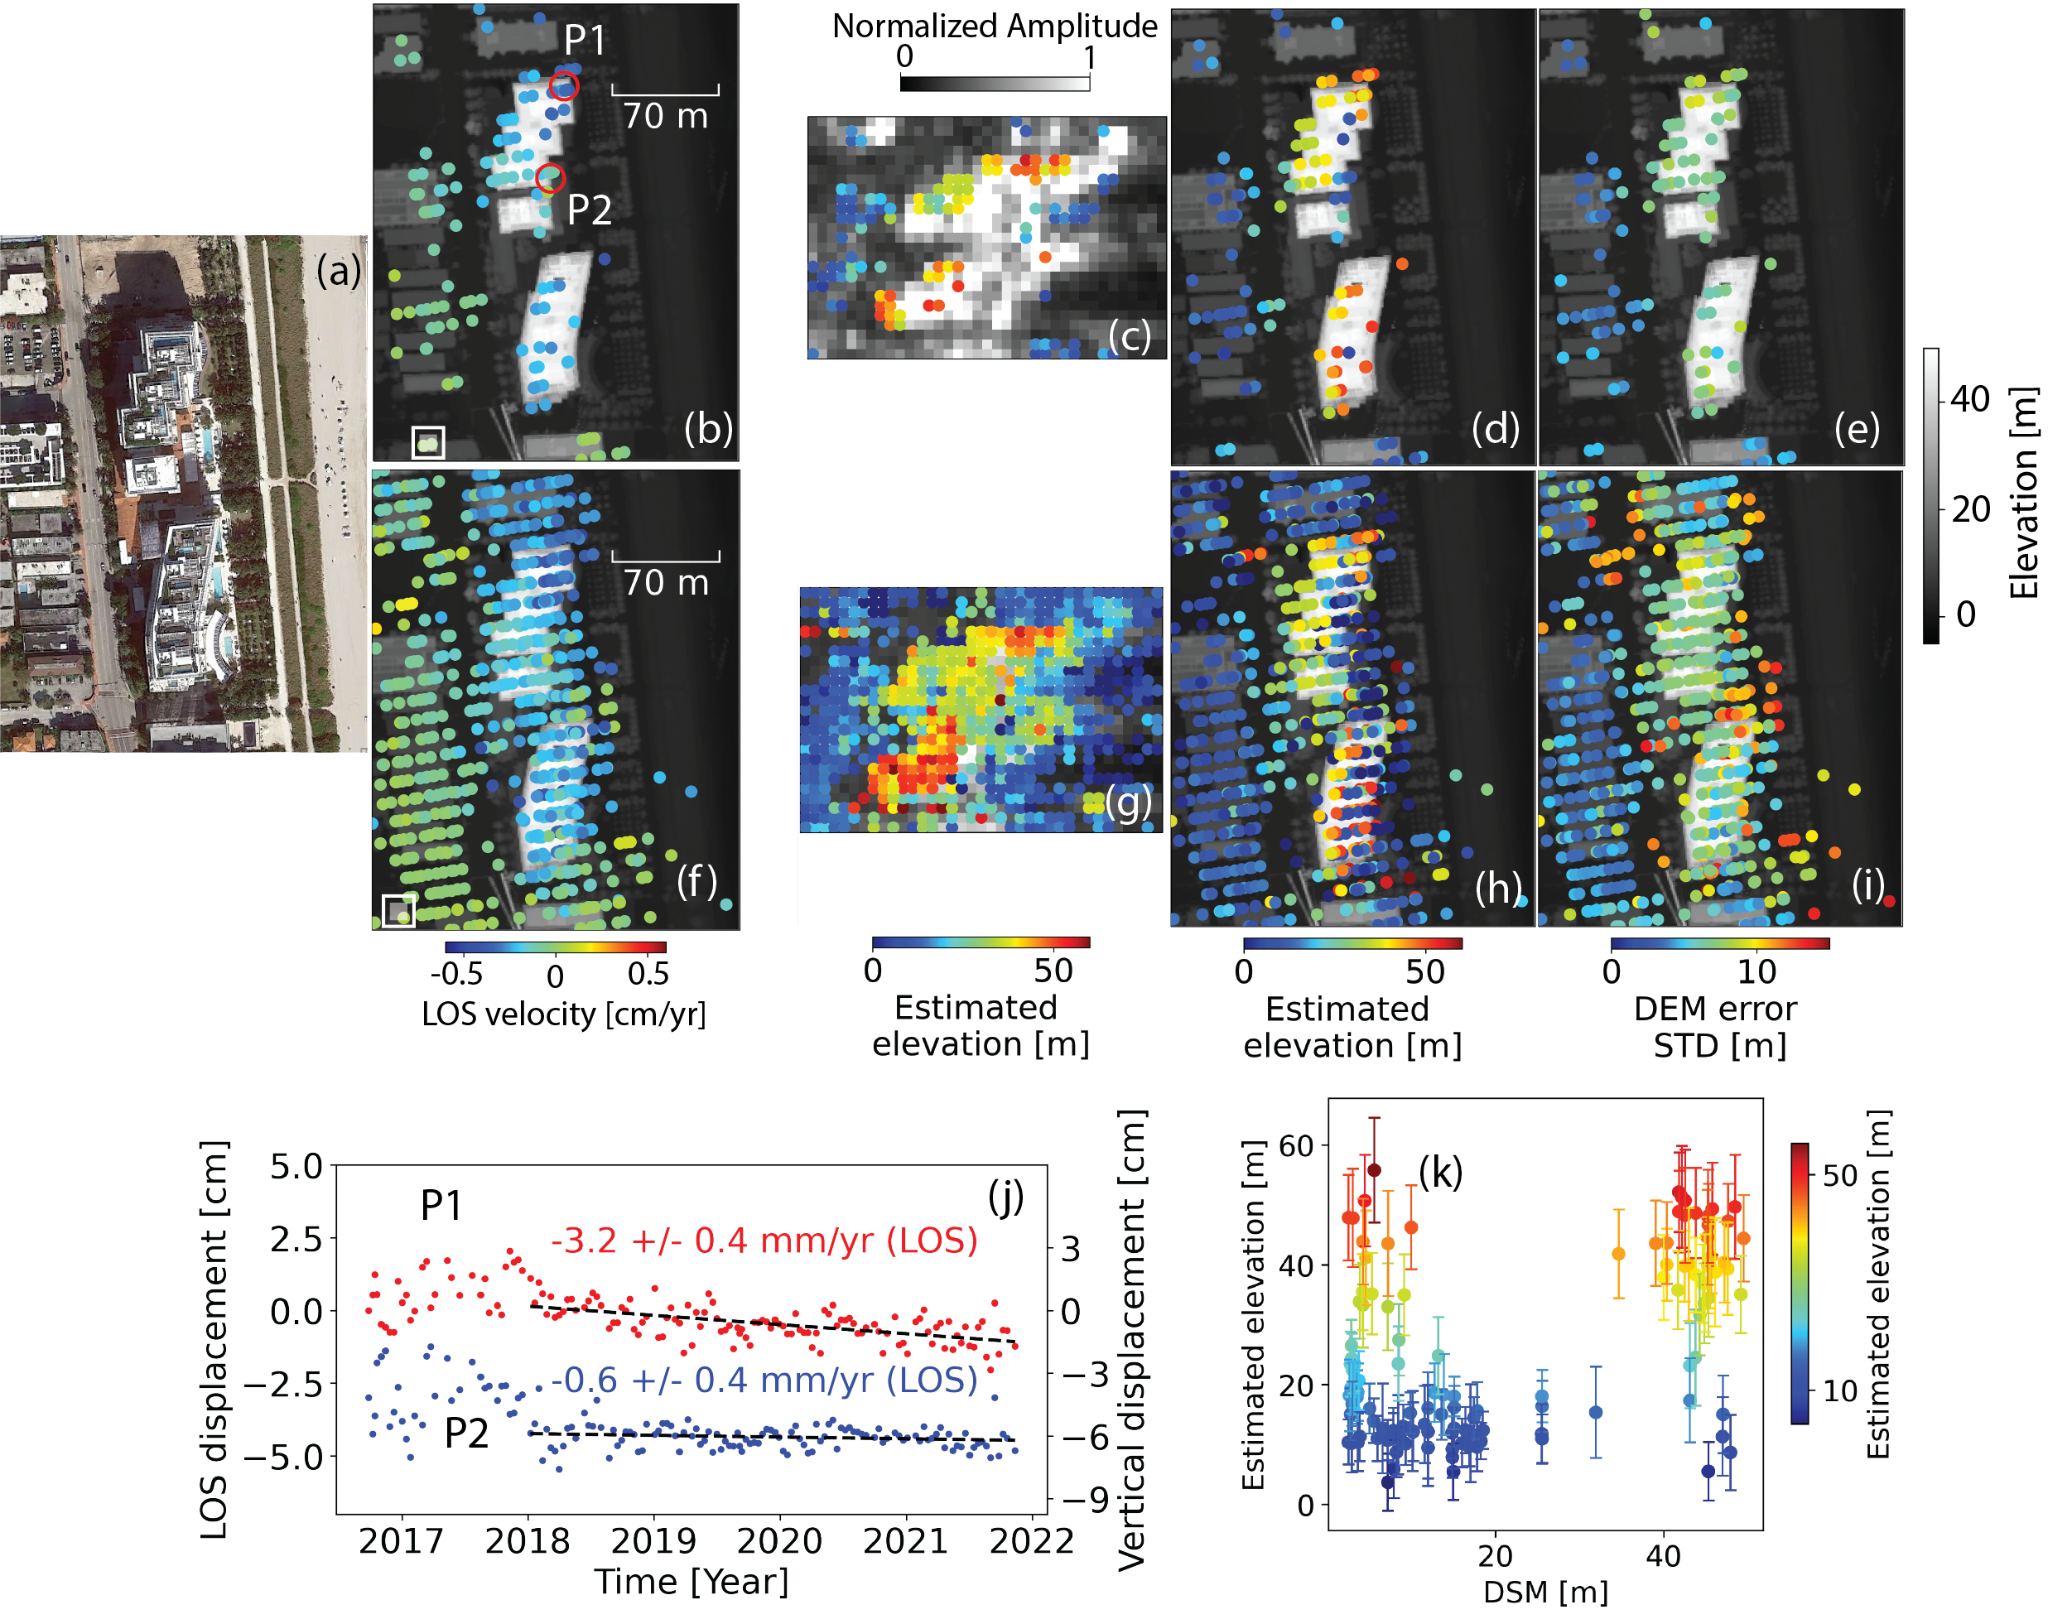 P1
70 m
P2
(b)
Normalized Amplitude
0 1
(c)
(d)
(e)
(a)
40
20
0
Elevation [m]
70 m
(f)
(g)
(h)
(i)
-0.5 0 0.5
LOS velocity [cm/yr]
0 50
Estimated
elevation [m]
0 50
Estimated
elevation [m]
0 10
DEM error
STD [m]
LOS displacement [cm]
5.0
2.5
0.0
−2.5
−5.0
P1
(j)
-3.2 +/- 0.4 mm/yr (LOS)
-0.6 +/- 0.4 mm/yr (LOS)
P2
3
0
−3
−6
−9
Vertical displacement [cm]
2017 2018 2019 2020 2021 2022
Time [Year]
Estimated elevation [m]
60
40
20
0
(k)
20 40
DSM [m]
50
10
Estimated elevation [m]